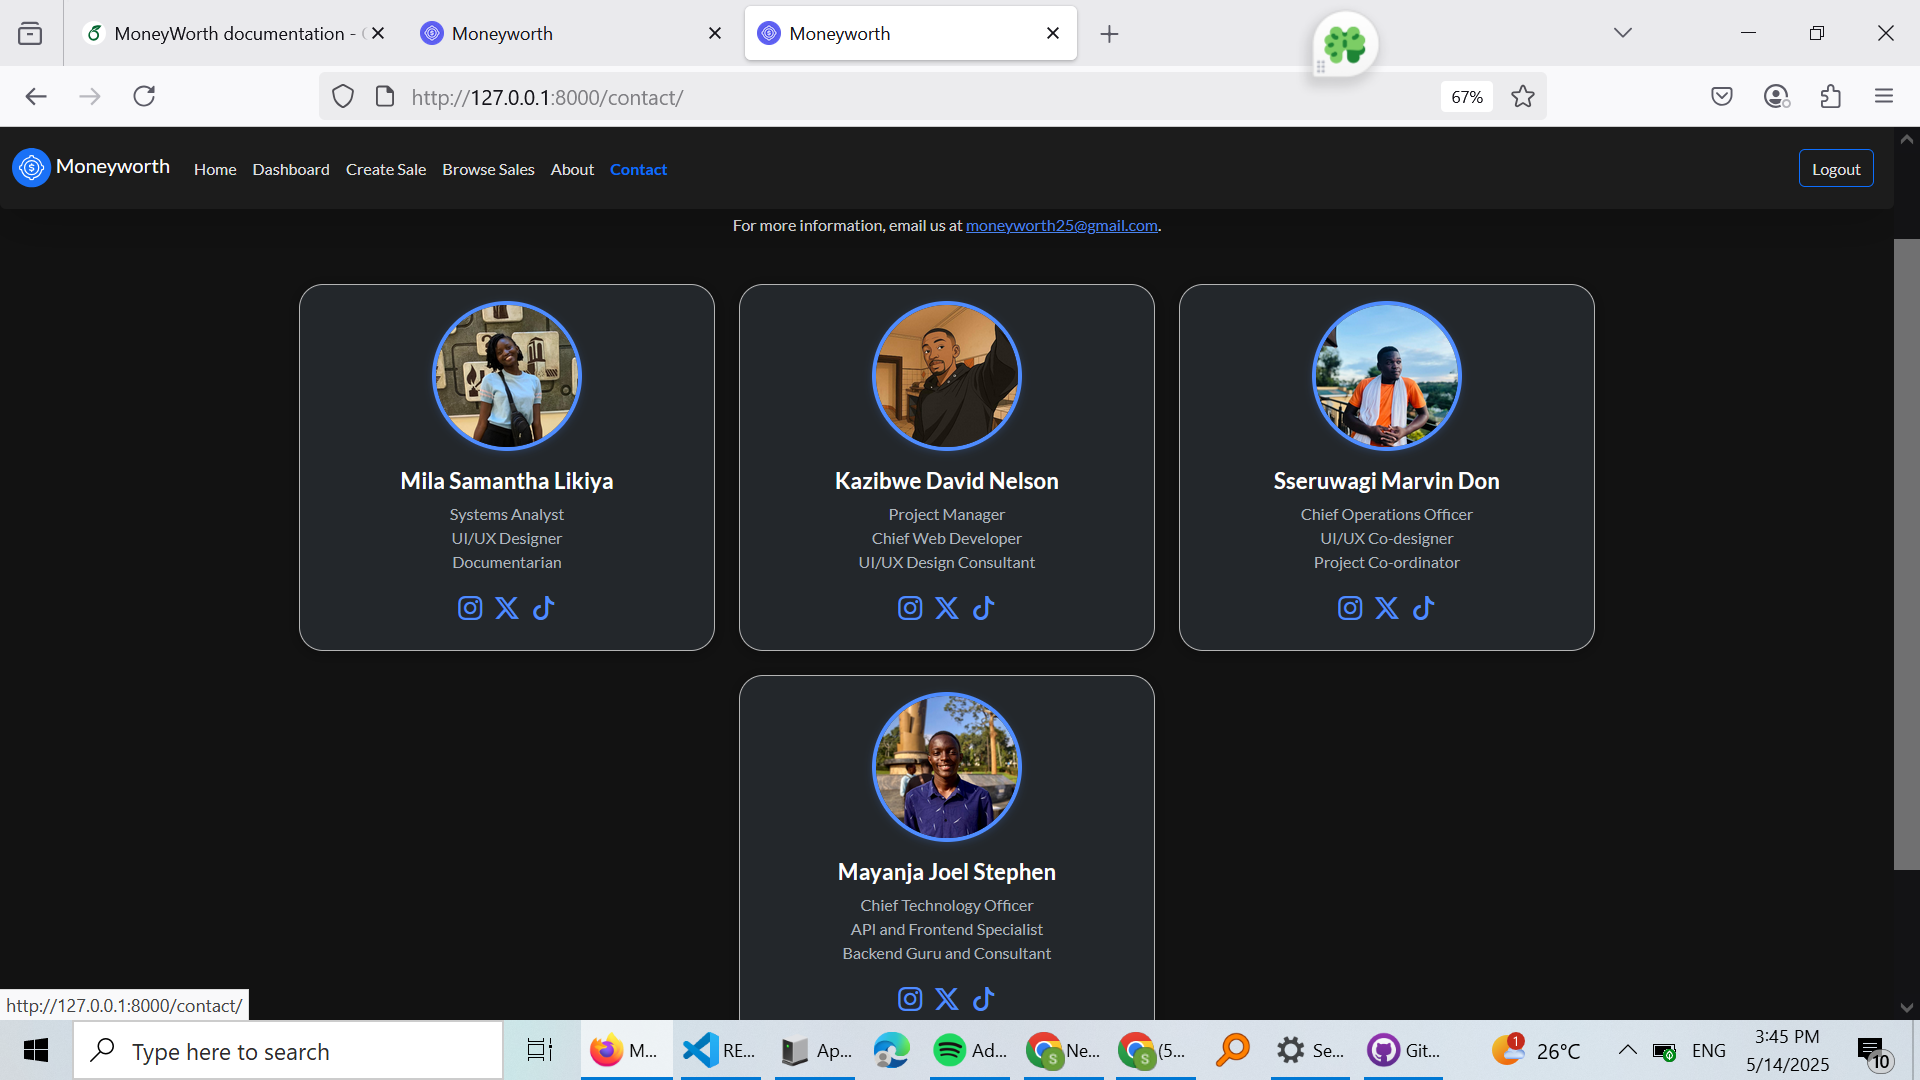 MoneyWorth documentation -
Moneyworth
Moneyworth
http://127.0.0.1:8000/contact/
67%
Moneyworth
Home
Dashboard
Create Sale
Browse Sales
About
Contact
Logout
For more information, email us at moneyworth25@gmail.com.
Mila Samantha Likiya
Systems Analyst
UI/UX Designer
Documentarian
Kazibwe David Nelson
Project Manager
Chief Web Developer
UI/UX Design Consultant
Sseruwagi Marvin Don
Chief Operations Officer
UI/UX Co-designer
Project Co-ordinator
Mayanja Joel Stephen
Chief Technology Officer
API and Frontend Specialist
Backend Guru and Consultant
http://127.0.0.1:8000/contact/
Type here to search
M...
RE...
Ap...
Ad...
S
Ne...
S
(5...
Se...
Git...
1
26°C
ENG
3:45 PM
5/14/2025
10